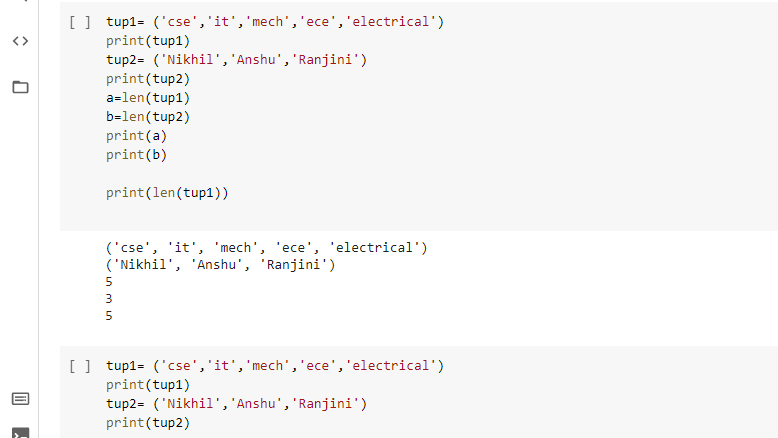 [ ] tup1= ('cse','it','mech','ece','electrical')
print(tup1)
tup2= ('Nikhil','Anshu','Ranjini')
print(tup2)
a=len(tup1)
b=len(tup2)
print(a)
print(b)
print(len(tup1))
('cse', 'it', 'mech', 'ece', 'electrical')
('Nikhil', 'Anshu', 'Ranjini')
5
3
5
[ ] tup1= ('cse','it','mech','ece','electrical')
print(tup1)
tup2= ('Nikhil','Anshu','Ranjini')
print(tup2)